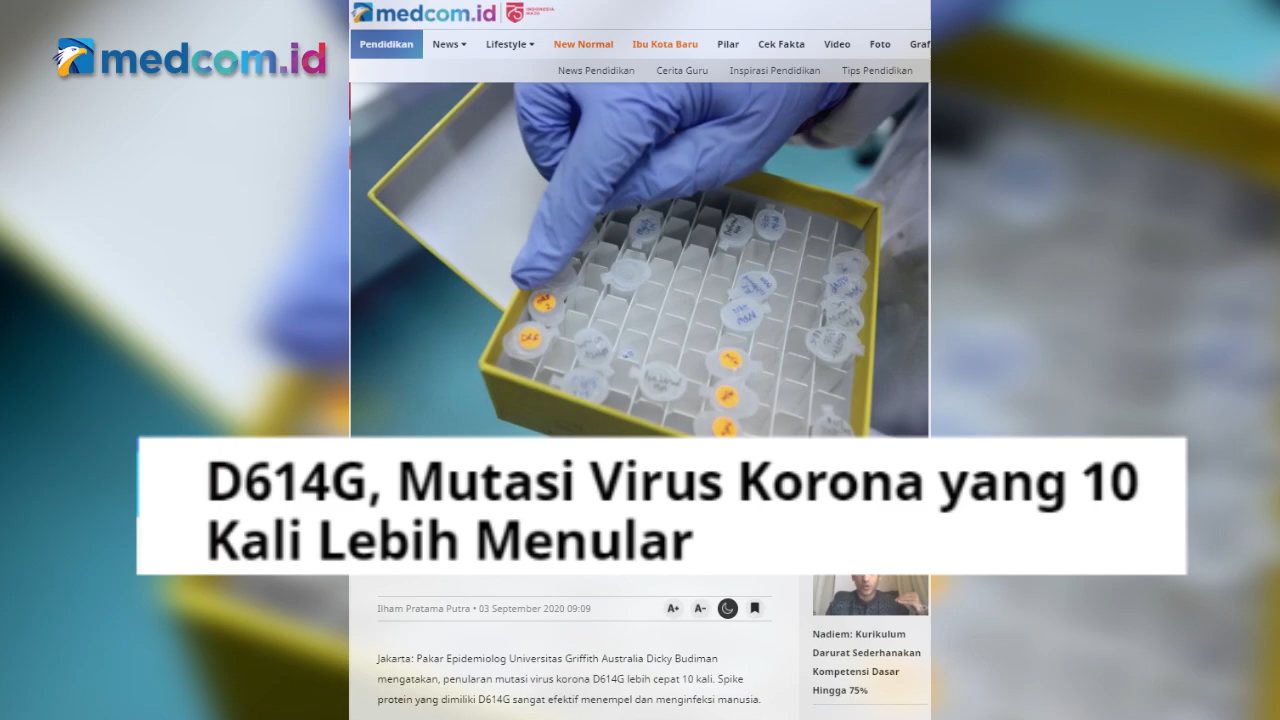 medcom.id
medcom.id
75 INDONESIA MAJU
Pendidikan News Lifestyle New Normal Ibu Kota Baru Pilar Cek Fakta Video Foto Graf
News Pendidikan Cerita Guru Inspirasi Pendidikan Tips Pendidikan
D614G, Mutasi Virus Korona yang 10
Kali Lebih Menular
Ilham Pratama Putra • 03 September 2020 09:09
A+ A-
Jakarta: Pakar Epidemiolog Universitas Griffith Australia Dicky Budiman
mengatakan, penularan mutasi virus korona D614G lebih cepat 10 kali. Spike
protein yang dimiliki D614G sangat efektif menempel dan menginfeksi manusia.
Nadiem: Kurikulum
Darurat Sederhanakan
Kompetensi Dasar
Hingga 75%